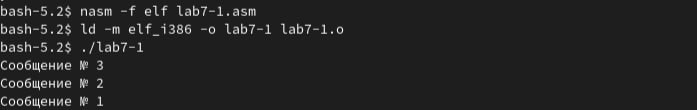 bash-5.2$ nasm -f elf lab7-1.asm
bash-5.2$ ld -m elf_i386 -o lab7-1 lab7-1.o
bash-5.2$ ./lab7-1
Сообщение № 3
Сообщение № 2
Сообщение № 1